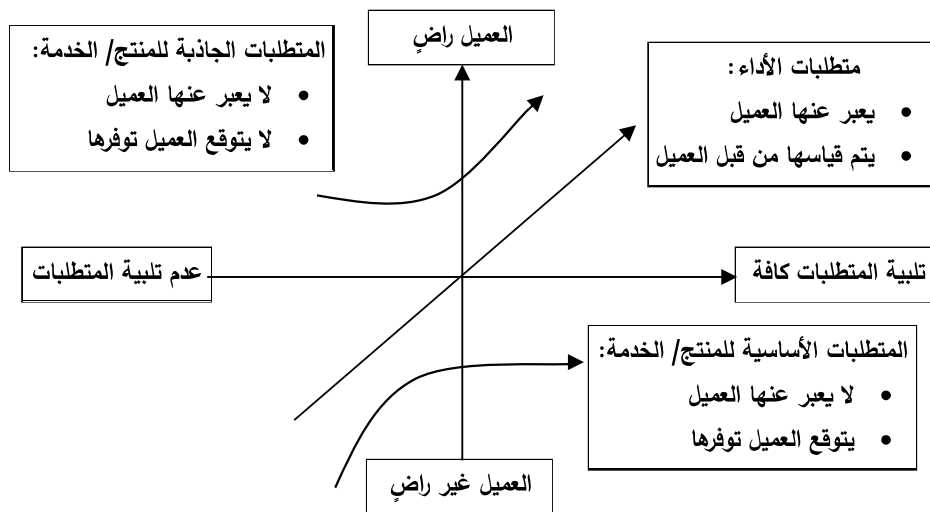 العميل راضٍ
المتطلبات الجاذبة للمنتج/ الخدمة:
• لا يعبر عنها العميل
• لا يتوقع العميل توفرها
متطلبات الأداء:
• يعبر عنها العميل
• يتم قياسها من قبل العميل
تلبية المتطلبات كافة
عدم تلبية المتطلبات
المتطلبات الأساسية للمنتج/ الخدمة:
• لا يعبر عنها العميل
• يتوقع العميل توفرها
العميل غير راضٍ